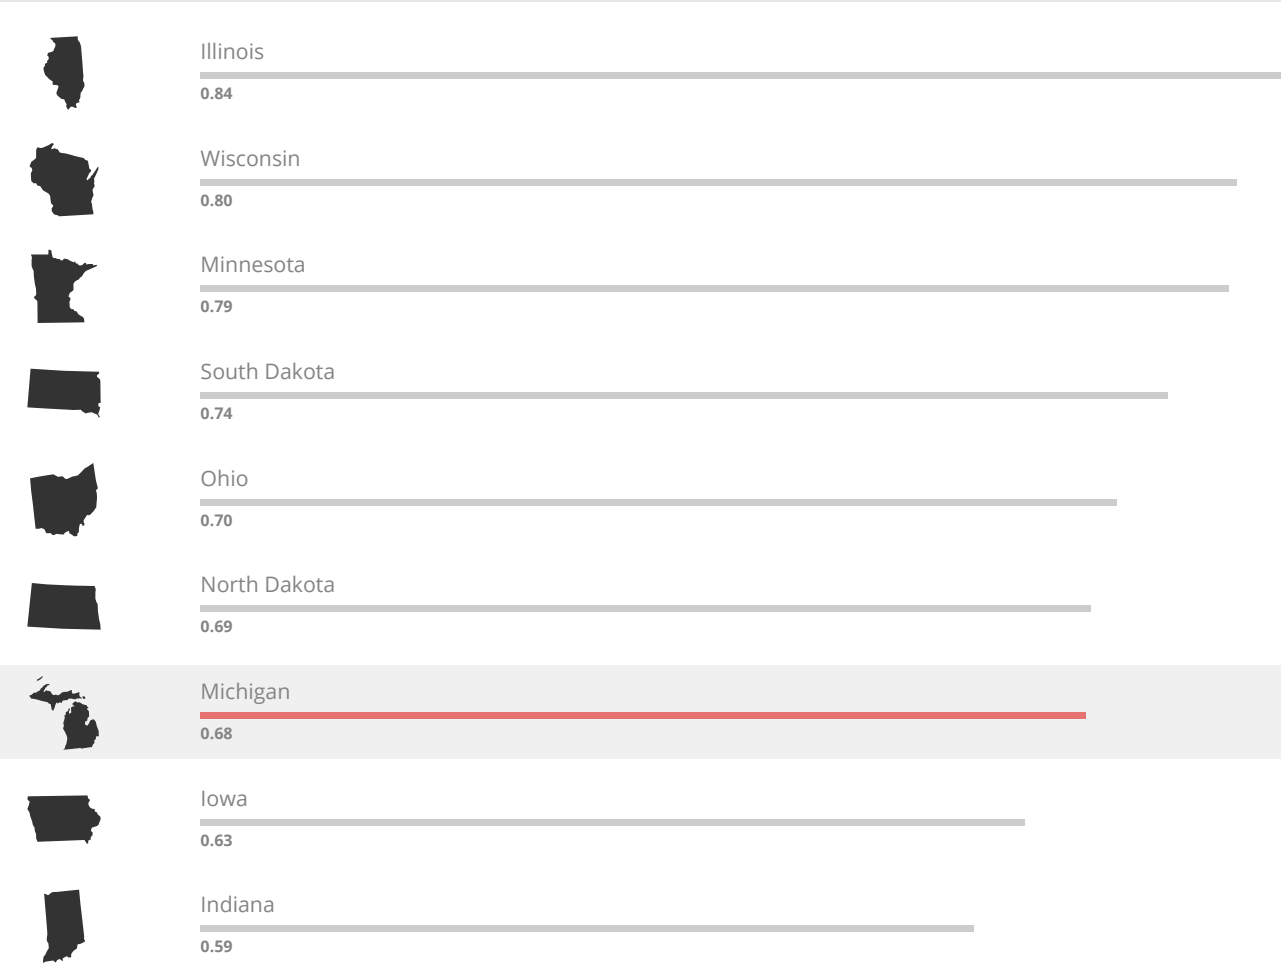 Illinois
0.84
Wisconsin
0.80
Minnesota
0.79
South Dakota
0.74
Ohio
0.70
North Dakota
0.69
Michigan
0.68
Iowa
0.63
Indiana
0.59